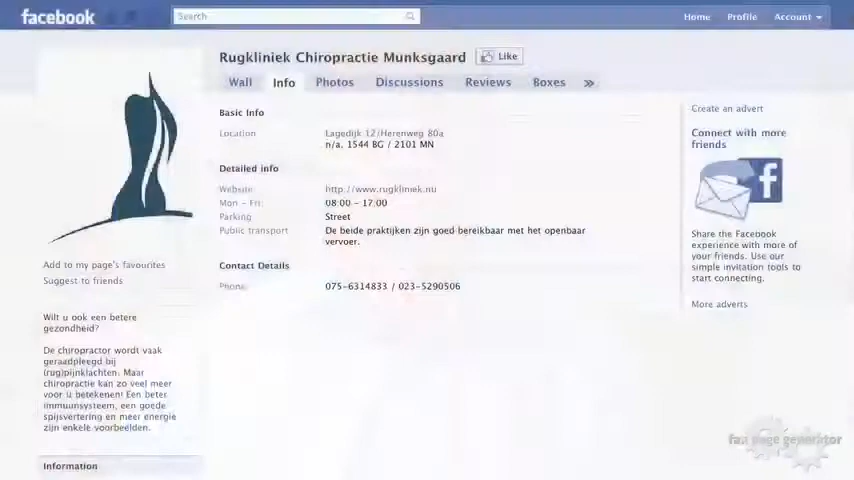 facebook
Search
Home Profile Account
Rugkliniek Chiropractie Munksgaard
Like
Wall Info Photos Discussions Reviews Boxes »
Basic Info
Location Lagedijk 12/Herenweg 80a
n/a, 1544 BG / 2101 MN
Detailed info
Website http://www.rugkliniek.nu
Mon - Fri: 08:00 - 17:00
Parking Street
Public transport De beide praktijken zijn goed bereikbaar met het openbaar
vervoer.
Contact Details
Phone: 075-6314833 / 023-5290506
Add to my page's favourites
Suggest to friends
Wilt u ook een betere
gezondheid?
De chiropractor wordt vaak
geraadpleegd bij
(rug)pijnklachten. Maar
chiropractie kan zo veel meer
voor u betekenen! Een beter
immuunsysteem, een goede
spijsvertering en meer energie
zijn enkele voorbeelden.
Information
Create an advert
Connect with more
friends
f
Share the Facebook
experience with more of
your friends. Use our
simple invitation tools to
start connecting.
More adverts
fan page generator